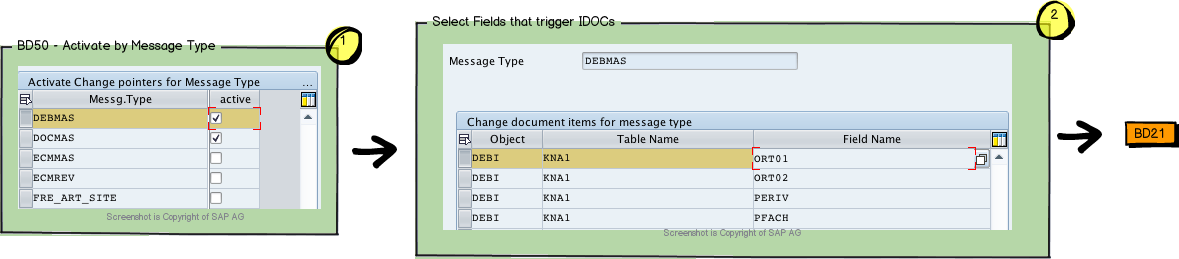 BD50 - Activate by Message Type
1
Activate Change pointers for Message Type ...
Messg.Type active
DEBMAS
DOCMAS
ECMMAS
ECMREV
FRE_ART_SITE
Screenshot is Copyright of SAP AG
Select Fields that trigger IDOCs
2
Message Type DEBMAS
Change document items for message type
Object Table Name Field Name
DEBI KNA1 ORT01
DEBI KNA1 ORT02
DEBI KNA1 PERIV
DEBI KNA1 PFACH
Screenshot is Copyright of SAP AG
BD21